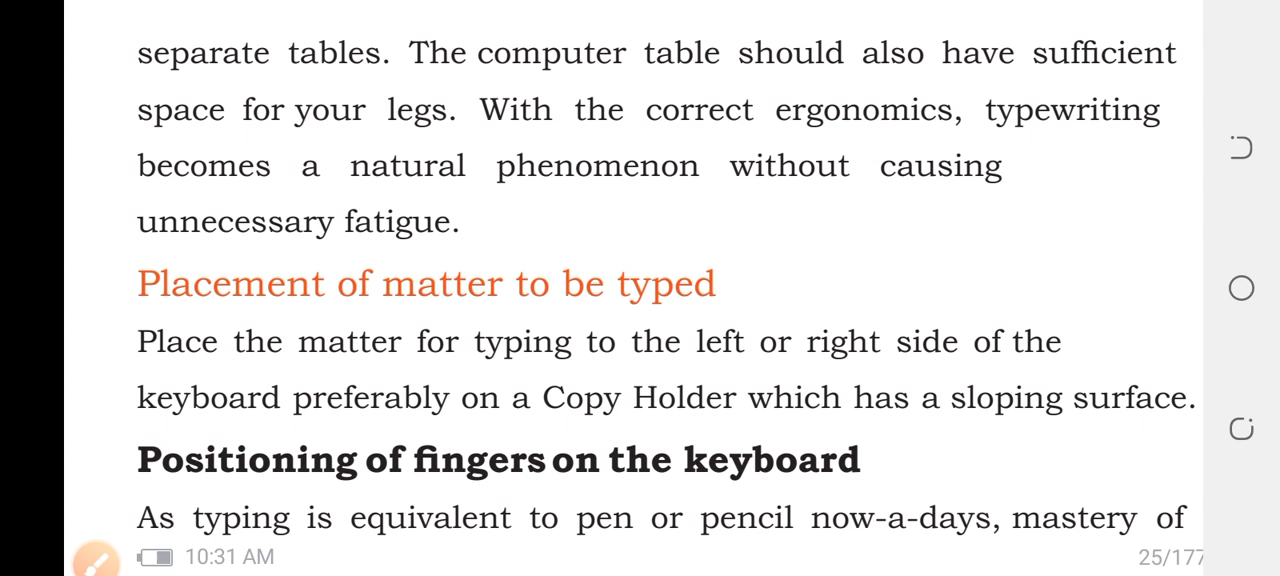 separate tables. The computer table should also have sufficient
space for your legs. With the correct ergonomics, typewriting
becomes a natural phenomenon without causing
unnecessary fatigue.
Placement of matter to be typed
Place the matter for typing to the left or right side of the
keyboard preferably on a Copy Holder which has a sloping surface.
Positioning of fingers on the keyboard
As typing is equivalent to pen or pencil now-a-days, mastery of
10:31 AM 25/177